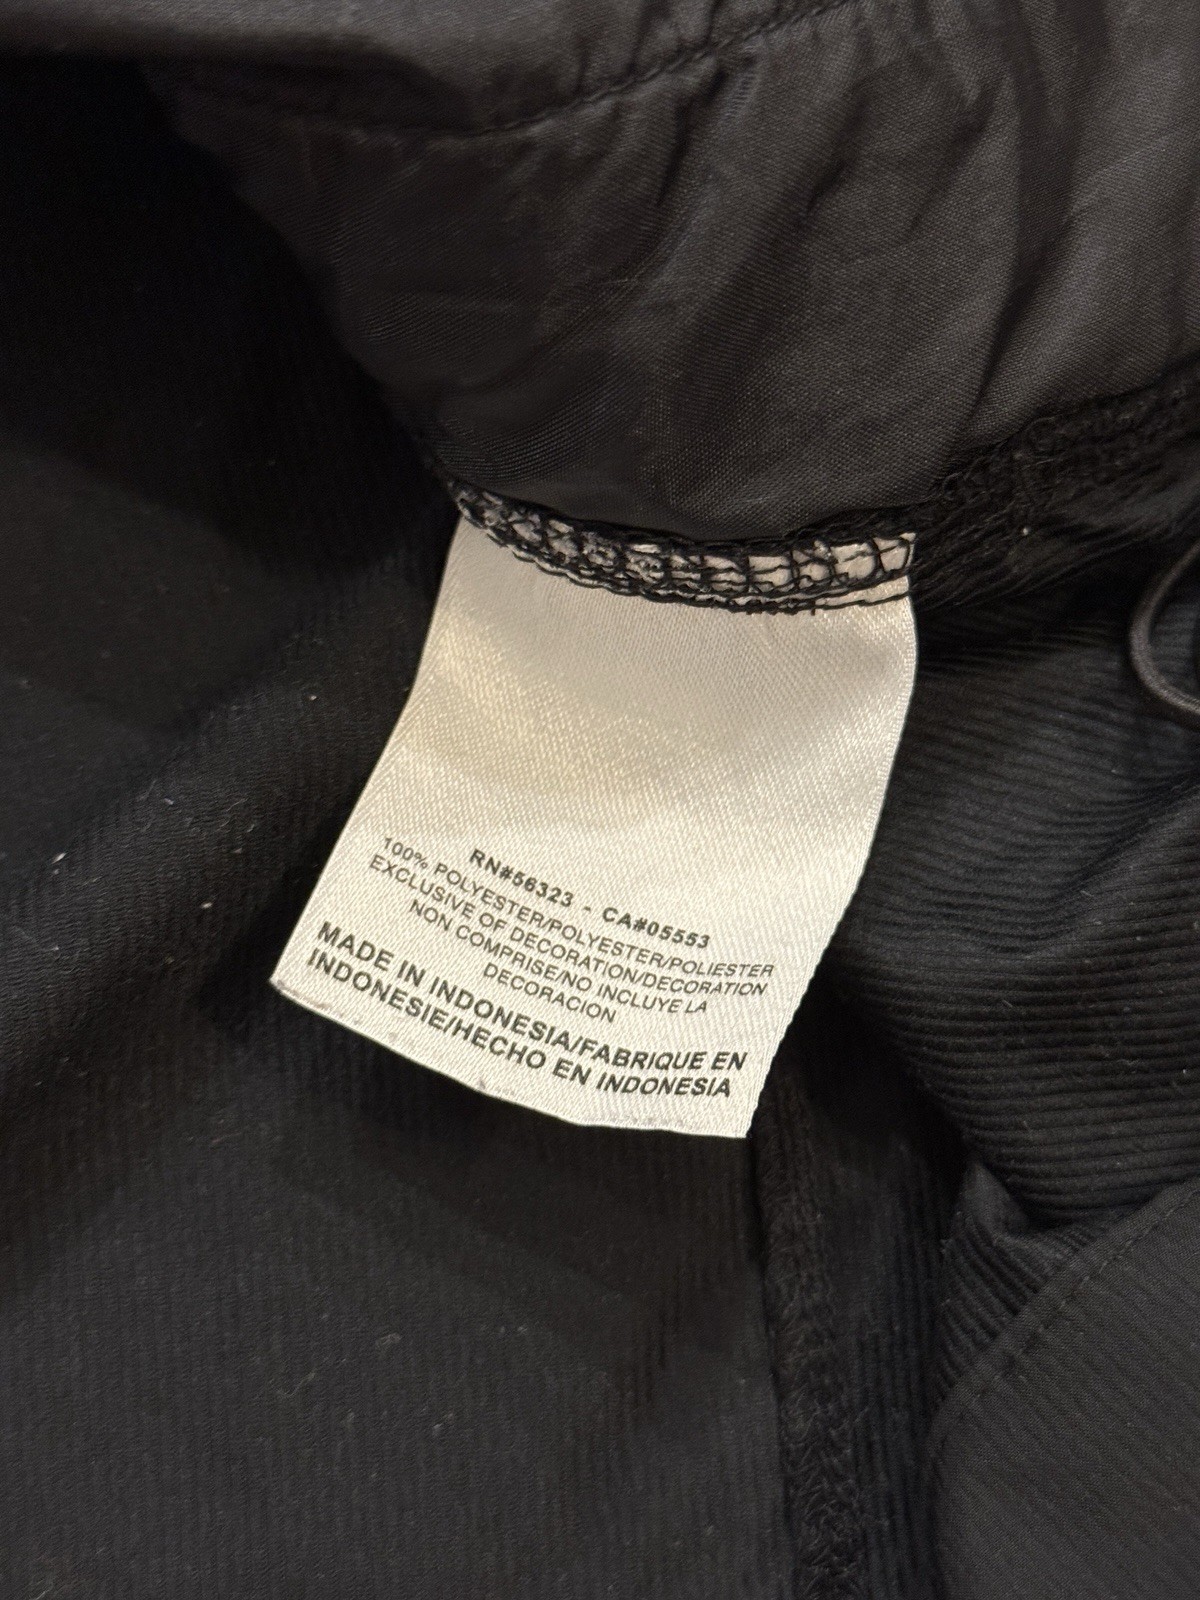 RN#56323 - CA#05553
100% POLYESTER/POLYESTER/POLIESTER
EXCLUSIVE OF DECORATION/DECORATION
NON COMPRISE/NO INCLUYE LA
DECORACION
MADE IN INDONESIA/FABRIQUE EN
INDONESIE/HECHO EN INDONESIA